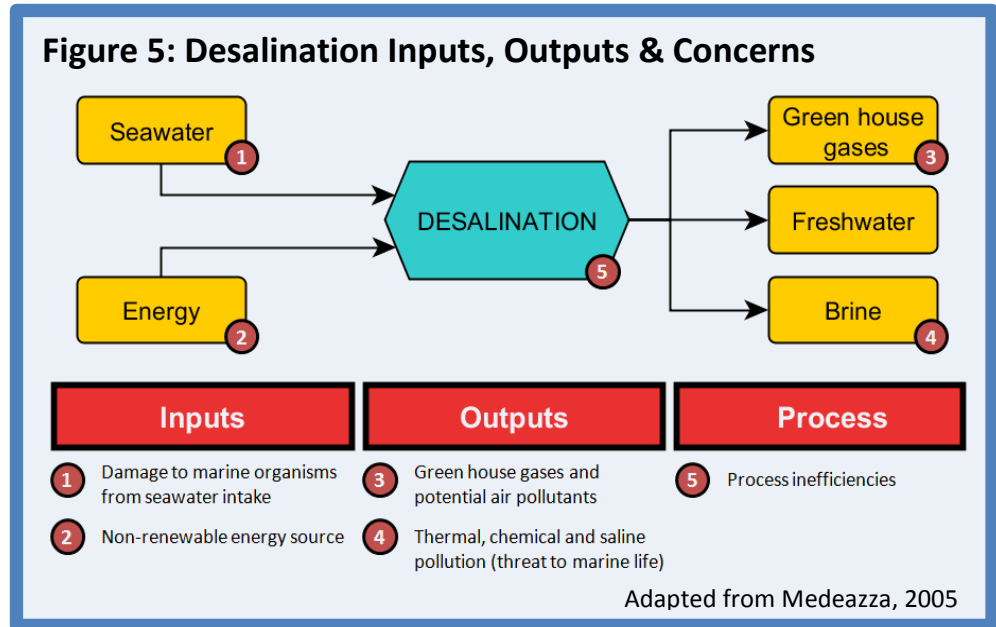 Figure 5: Desalination Inputs, Outputs & Concerns
Seawater
1
Energy
2
DESALINATION
5
Green house
gases
3
Freshwater
Brine
4
Inputs
1 Damage to marine organisms
from seawater intake
2 Non-renewable energy source
Outputs
3 Green house gases and
potential air pollutants
4 Thermal, chemical and saline
pollution (threat to marine life)
Process
5 Process inefficiencies
Adapted from Medeazza, 2005